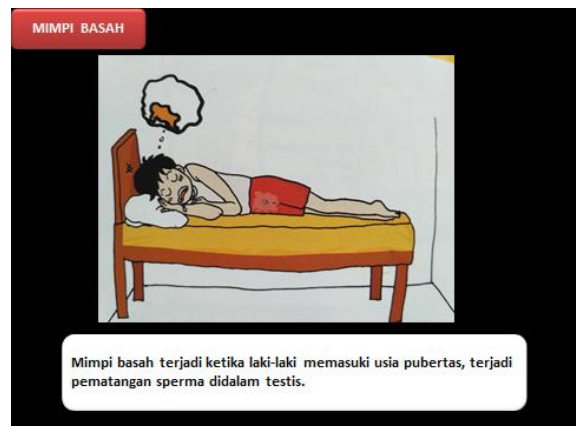 MIMPI BASAH
Mimpi basah terjadi ketika laki-laki memasuki usia pubertas, terjadi
pematangan sperma didalam testis.